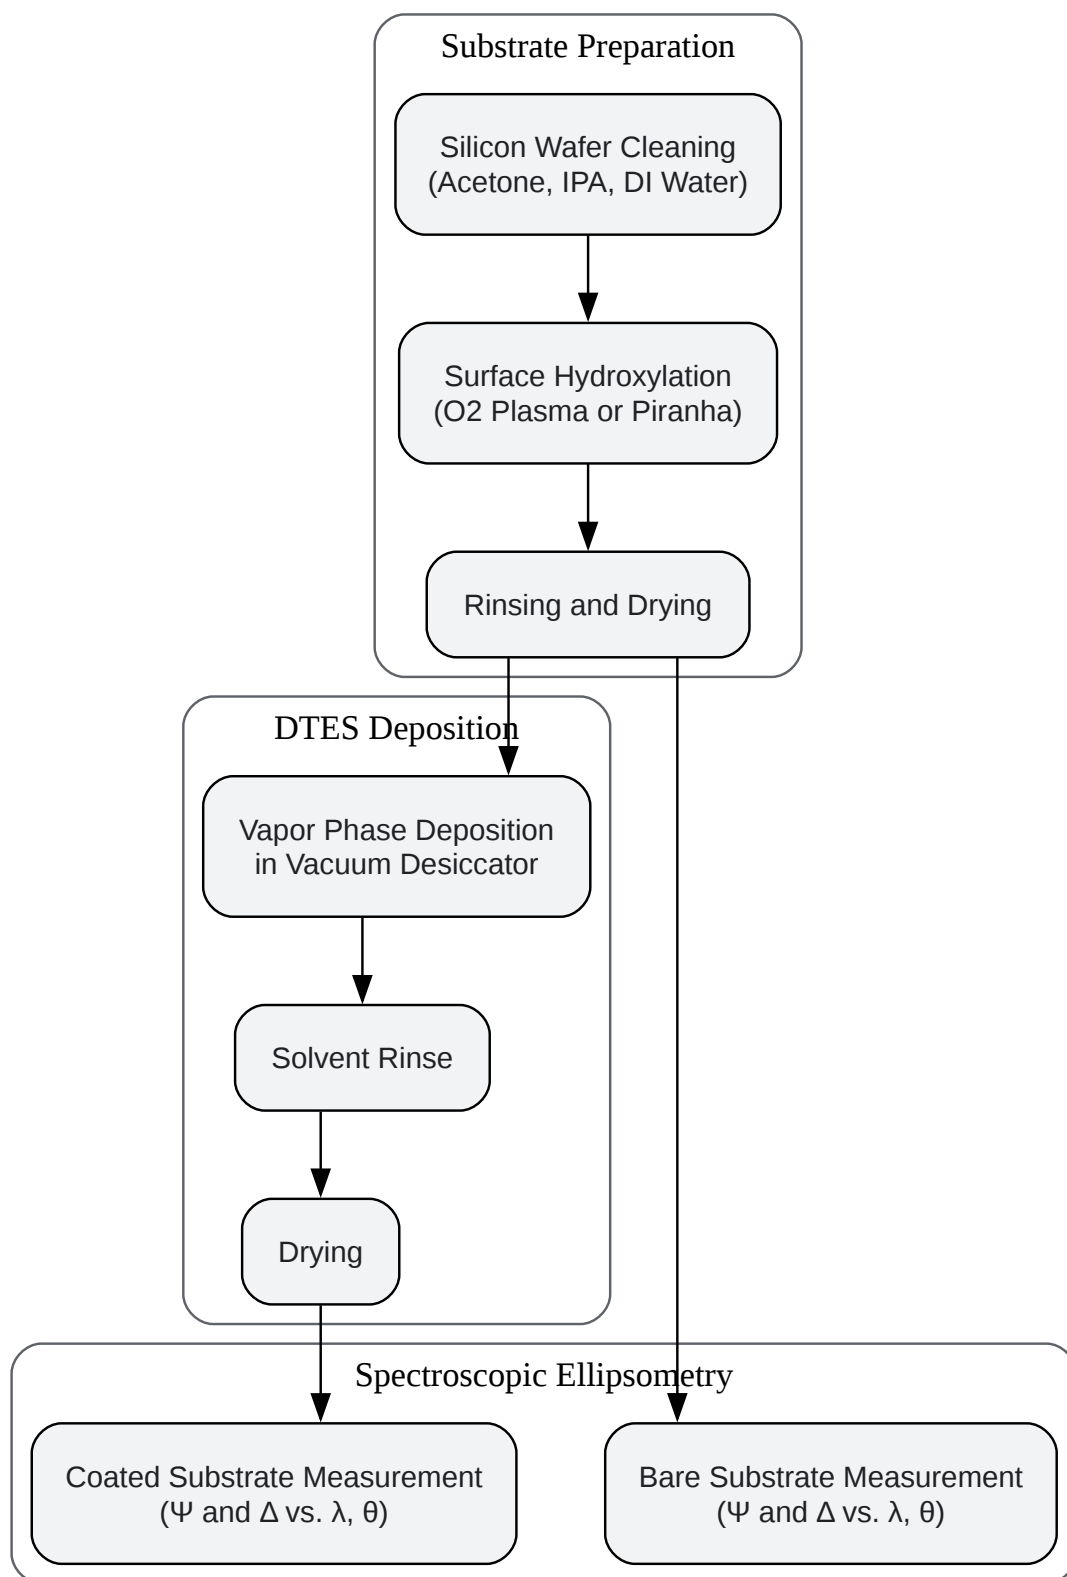 Substrate Preparation
Silicon Wafer Cleaning
(Acetone, IPA, DI Water)
Surface Hydroxylation
(O2 Plasma or Piranha)
Rinsing and Drying
DTES Deposition
Vapor Phase Deposition
in Vacuum Desiccator
Solvent Rinse
Drying
Spectroscopic Ellipsometry
Coated Substrate Measurement
(Ψ and Δ vs. λ, θ)
Bare Substrate Measurement
(Ψ and Δ vs. λ, θ)